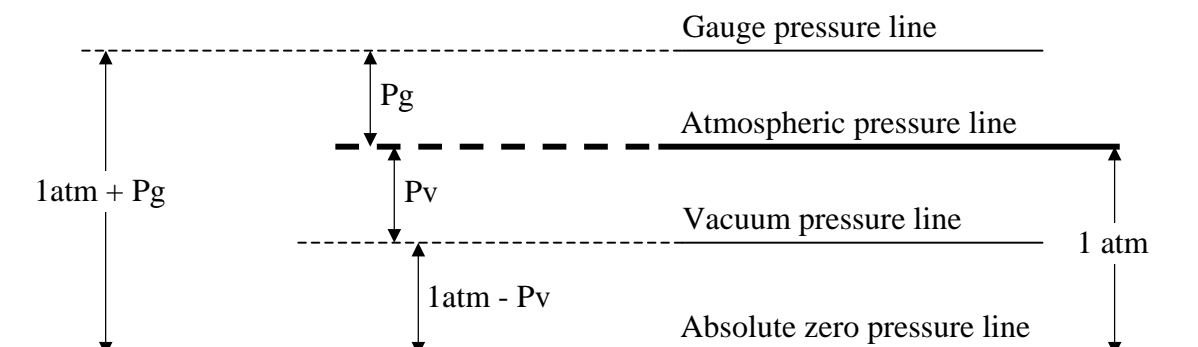 Gauge pressure line
Pg
Atmospheric pressure line
1atm + Pg
Pv
Vacuum pressure line
1 atm
1atm - Pv
Absolute zero pressure line